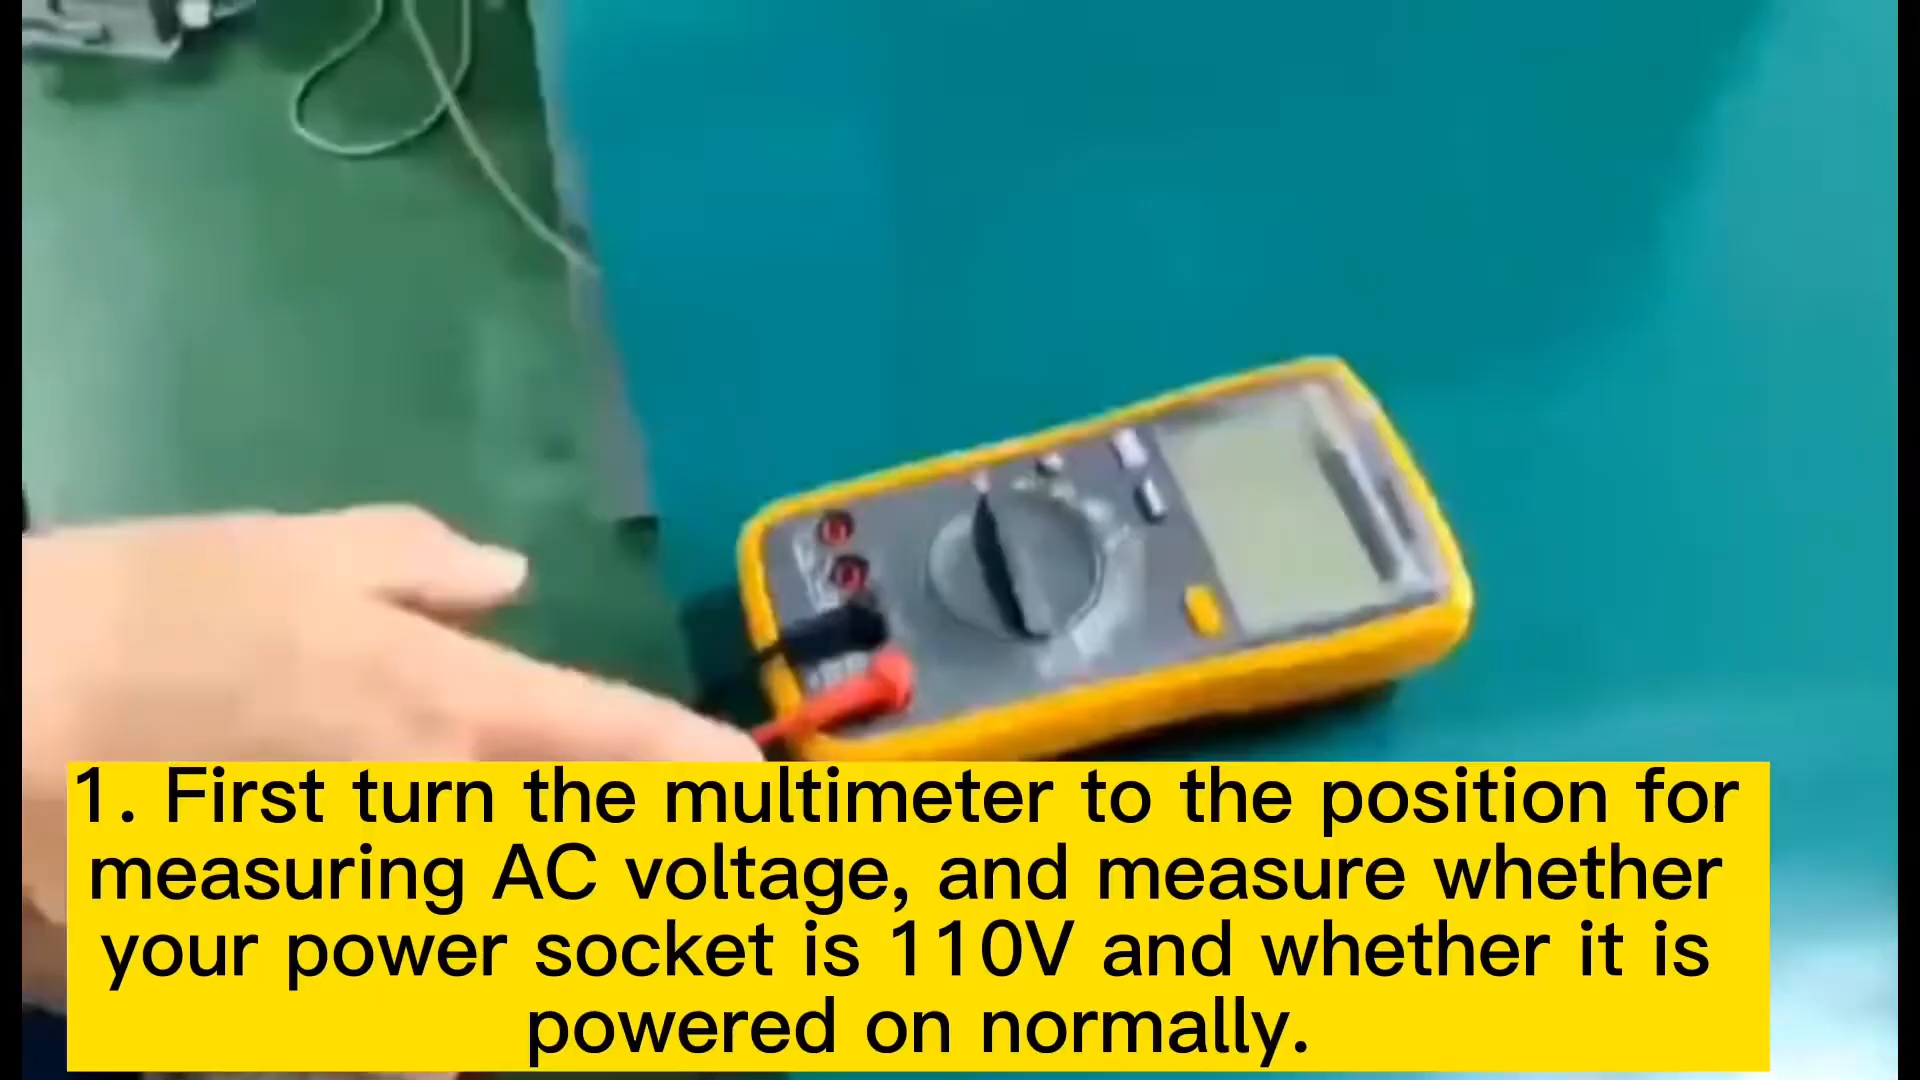 1. First turn the multimeter to the position for
measuring AC voltage, and measure whether
your power socket is 110V and whether it is
powered on normally.